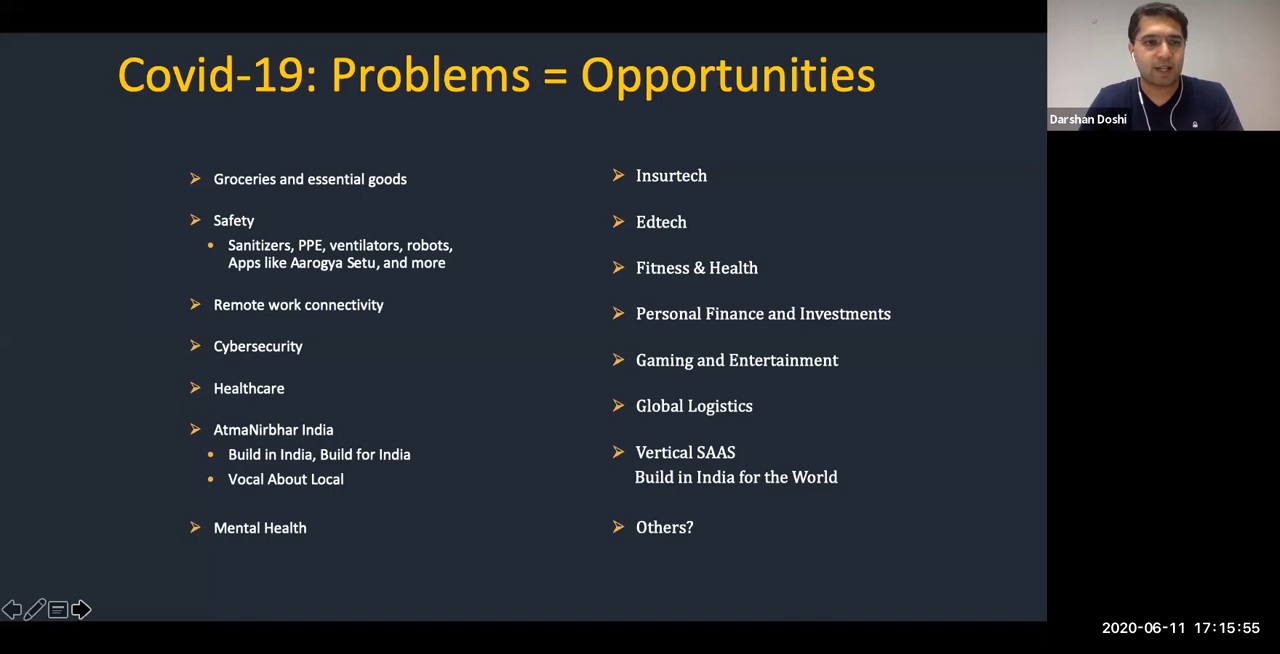 Covid-19: Problems = Opportunities
Groceries and essential goods
Safety
Sanitizers, PPE, ventilators, robots,
Apps like Aarogya Setu, and more
Remote work connectivity
Cybersecurity
Healthcare
AtmaNirbhar India
Build in India, Build for India
Vocal About Local
Mental Health
Insurtech
Edtech
Fitness & Health
Personal Finance and Investments
Gaming and Entertainment
Global Logistics
Vertical SAAS
Build in India for the World
Others?
Darshan Doshi
2020-06-11 17:15:55